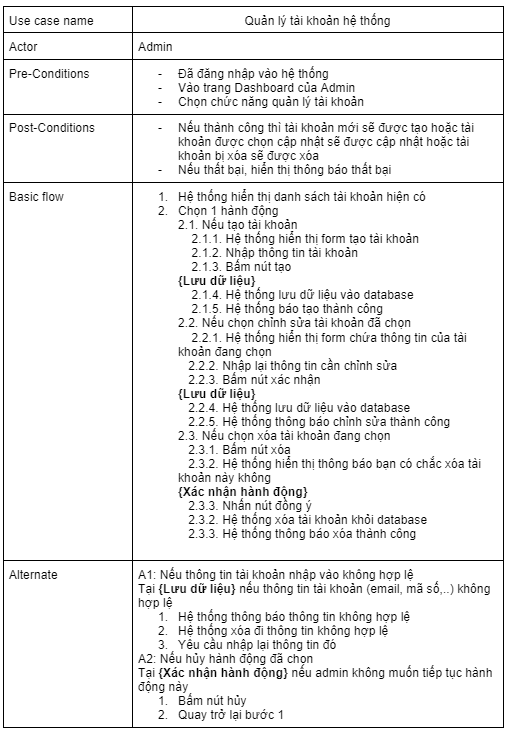 Use case name
Quản lý tài khoản hệ thống
Actor
Admin
Pre-Conditions
- Đã đăng nhập vào hệ thống
- Vào trang Dashboard của Admin
- Chọn chức năng quản lý tài khoản
Post-Conditions
- Nếu thành công thì tài khoản mới sẽ được tạo hoặc tài
khoản được chọn cập nhật sẽ được cập nhật hoặc tài
khoản bị xóa sẽ được xóa
- Nếu thất bại, hiển thị thông báo thất bại
Basic flow
1. Hệ thống hiển thị danh sách tài khoản hiện có
2. Chọn 1 hành động
2.1. Nếu tạo tài khoản
2.1.1. Hệ thống hiển thị form tạo tài khoản
2.1.2. Nhập thông tin tài khoản
2.1.3. Bấm nút tạo
{Lưu dữ liệu}
2.1.4. Hệ thống lưu dữ liệu vào database
2.1.5. Hệ thống báo tạo thành công
2.2. Nếu chọn chỉnh sửa tài khoản đã chọn
2.2.1. Hệ thống hiển thị form chứa thông tin của tài
khoản đang chọn
2.2.2. Nhập lại thông tin cần chỉnh sửa
2.2.3. Bấm nút xác nhận
{Lưu dữ liệu}
2.2.4. Hệ thống lưu dữ liệu vào database
2.2.5. Hệ thống thông báo chỉnh sửa thành công
2.3. Nếu chọn xóa tài khoản đang chọn
2.3.1. Bấm nút xóa
2.3.2. Hệ thống hiển thị thông báo bạn có chắc xóa tài
khoản này không
{Xác nhận hành động}
2.3.3. Nhấn nút đồng ý
2.3.2. Hệ thống xóa tài khoản khỏi database
2.3.3. Hệ thống thông báo xóa thành công
Alternate
A1: Nếu thông tin tài khoản nhập vào không hợp lệ
Tại {Lưu dữ liệu} nếu thông tin tài khoản (email, mã số,..) không
hợp lệ
1. Hệ thống thông báo thông tin không hợp lệ
2. Hệ thống xóa đi thông tin không hợp lệ
3. Yêu cầu nhập lại thông tin đó
A2: Nếu hủy hành động đã chọn
Tại {Xác nhận hành động} nếu admin không muốn tiếp tục hành
động này
1. Bấm nút hủy
2. Quay trở lại bước 1